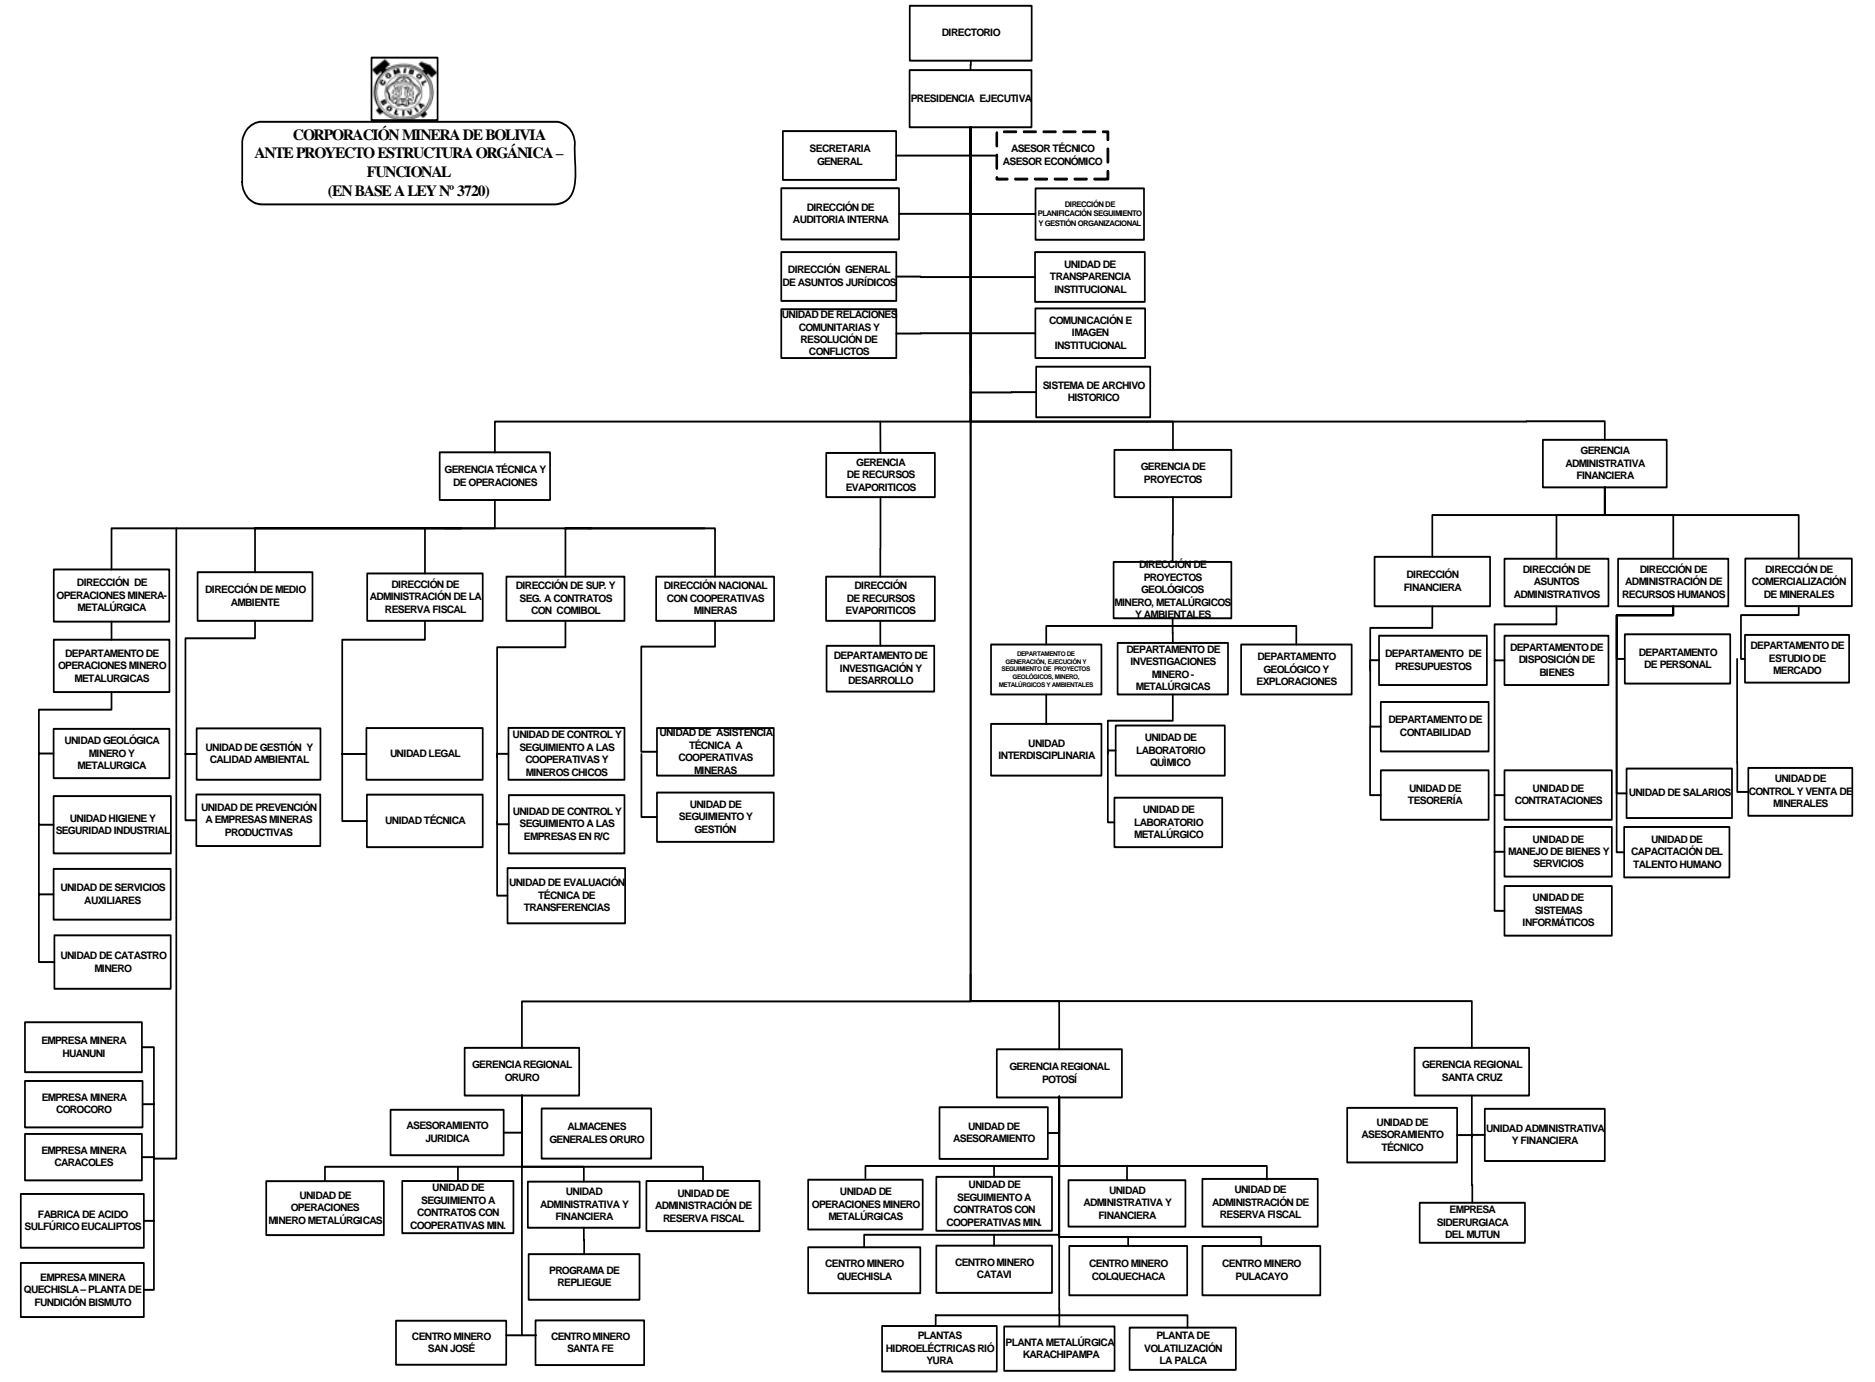 DIRECTORIO
PRESIDENCIA EJECUTIVA
COMIBOL
BOLIVIA
CORPORACIÓN MINERA DE BOLIVIA
ANTE PROYECTO ESTRUCTURA ORGÁNICA –
FUNCIONAL
(EN BASE A LEY Nº 3720)
SECRETARIA
GENERAL
ASESOR TÉCNICO
ASESOR ECONÓMICO
DIRECCIÓN DE
AUDITORIA INTERNA
DIRECCIÓN DE
PLANIFICACIÓN SEGUIMIENTO
Y GESTIÓN ORGANIZACIONAL
DIRECCIÓN GENERAL
DE ASUNTOS JURÍDICOS
UNIDAD DE
TRANSPARENCIA
INSTITUCIONAL
UNIDAD DE RELACIONES
COMUNITARIAS Y
RESOLUCIÓN DE
CONFLICTOS
COMUNICACIÓN E
IMAGEN
INSTITUCIONAL
SISTEMA DE ARCHIVO
HISTORICO
GERENCIA TÉCNICA Y
DE OPERACIONES
GERENCIA
DE RECURSOS
EVAPORITICOS
GERENCIA DE
PROYECTOS
GERENCIA
ADMINISTRATIVA
FINANCIERA
DIRECCIÓN DE
OPERACIONES MINERA-
METALÚRGICA
DIRECCIÓN DE MEDIO
AMBIENTE
DIRECCIÓN DE
ADMINISTRACIÓN DE LA
RESERVA FISCAL
DIRECCIÓN DE SUP. Y
SEG. A CONTRATOS
CON COMIBOL
DIRECCIÓN NACIONAL
CON COOPERATIVAS
MINERAS
DIRECCIÓN
DE RECURSOS
EVAPORITICOS
DIRECCIÓN DE
PROYECTOS
GEOLÓGICOS
MINERO, METALÚRGICOS
Y AMBIENTALES
DIRECCIÓN
FINANCIERA
DIRECCIÓN DE
ASUNTOS
ADMINISTRATIVOS
DIRECCIÓN DE
ADMINISTRACIÓN DE
RECURSOS HUMANOS
DIRECCIÓN DE
COMERCIALIZACIÓN
DE MINERALES
DEPARTAMENTO DE
OPERACIONES MINERO
METALURGICAS
DEPARTAMENTO DE
INVESTIGACIÓN Y
DESARROLLO
DEPARTAMENTO DE
GENERACIÓN, EJECUCIÓN Y
SEGUIMIENTO DE PROYECTOS
GEOLÓGICOS, MINERO,
METALÚRGICOS Y AMBIENTALES
DEPARTAMENTO DE
INVESTIGACIONES
MINERO -
METALÚRGICAS
DEPARTAMENTO
GEOLÓGICO Y
EXPLORACIONES
DEPARTAMENTO DE
PRESUPUESTOS
DEPARTAMENTO DE
DISPOSICIÓN DE
BIENES
DEPARTAMENTO
DE PERSONAL
DEPARTAMENTO DE
ESTUDIO DE
MERCADO
UNIDAD GEOLÓGICA
MINERO Y
METALURGICA
UNIDAD DE GESTIÓN Y
CALIDAD AMBIENTAL
UNIDAD LEGAL
UNIDAD DE CONTROL Y
SEGUIMIENTO A LAS
COOPERATIVAS Y
MINEROS CHICOS
UNIDAD DE ASISTENCIA
TÉCNICA A
COOPERATIVAS
MINERAS
UNIDAD
INTERDISCIPLINARIA
UNIDAD DE
LABORATORIO
QUÌMICO
DEPARTAMENTO DE
CONTABILIDAD
UNIDAD HIGIENE Y
SEGURIDAD INDUSTRIAL
UNIDAD DE PREVENCIÓN
A EMPRESAS MINERAS
PRODUCTIVAS
UNIDAD TÉCNICA
UNIDAD DE CONTROL Y
SEGUIMIENTO A LAS
EMPRESAS EN R/C
UNIDAD DE
SEGUIMIENTO Y
GESTIÓN
UNIDAD DE
LABORATORIO
METALÚRGICO
UNIDAD DE
TESORERÍA
UNIDAD DE
CONTRATACIONES
UNIDAD DE SALARIOS
UNIDAD DE
CONTROL Y VENTA DE
MINERALES
UNIDAD DE
MANEJO DE BIENES Y
SERVICIOS
UNIDAD DE
CAPACITACIÓN DEL
TALENTO HUMANO
UNIDAD DE SERVICIOS
AUXILIARES
UNIDAD DE EVALUACIÓN
TÉCNICA DE
TRANSFERENCIAS
UNIDAD DE
SISTEMAS
INFORMÁTICOS
UNIDAD DE CATASTRO
MINERO
EMPRESA MINERA
HUANUNI
EMPRESA MINERA
COROCORO
EMPRESA MINERA
CARACOLES
FABRICA DE ACIDO
SULFÚRICO EUCALIPTOS
EMPRESA MINERA
QUECHISLA – PLANTA DE
FUNDICIÓN BISMUTO
GERENCIA REGIONAL
ORURO
GERENCIA REGIONAL
POTOSÍ
GERENCIA REGIONAL
SANTA CRUZ
ASESORAMIENTO
JURIDICA
ALMACENES
GENERALES ORURO
UNIDAD DE
ASESORAMIENTO
UNIDAD DE
ASESORAMIENTO
TÉCNICO
UNIDAD ADMINISTRATIVA
Y FINANCIERA
UNIDAD DE
OPERACIONES
MINERO METALÚRGICAS
UNIDAD DE
SEGUIMIENTO A
CONTRATOS CON
COOPERATIVAS MIN.
UNIDAD
ADMINISTRATIVA Y
FINANCIERA
UNIDAD DE
ADMINISTRACIÓN DE
RESERVA FISCAL
UNIDAD DE
OPERACIONES MINERO
METALÚRGICAS
UNIDAD DE
SEGUIMIENTO A
CONTRATOS CON
COOPERATIVAS MIN.
UNIDAD
ADMINISTRATIVA Y
FINANCIERA
UNIDAD DE
ADMINISTRACIÓN DE
RESERVA FISCAL
EMPRESA
SIDERURGIACA
DEL MUTUN
PROGRAMA DE
REPLIEGUE
CENTRO MINERO
QUECHISLA
CENTRO MINERO
CATAVI
CENTRO MINERO
COLQUECHACA
CENTRO MINERO
PULACAYO
CENTRO MINERO
SAN JOSÉ
CENTRO MINERO
SANTA FE
PLANTAS
HIDROELÉCTRICAS RIÓ
YURA
PLANTA METALÚRGICA
KARACHIPAMPA
PLANTA DE
VOLATILIZACIÓN
LA PALCA